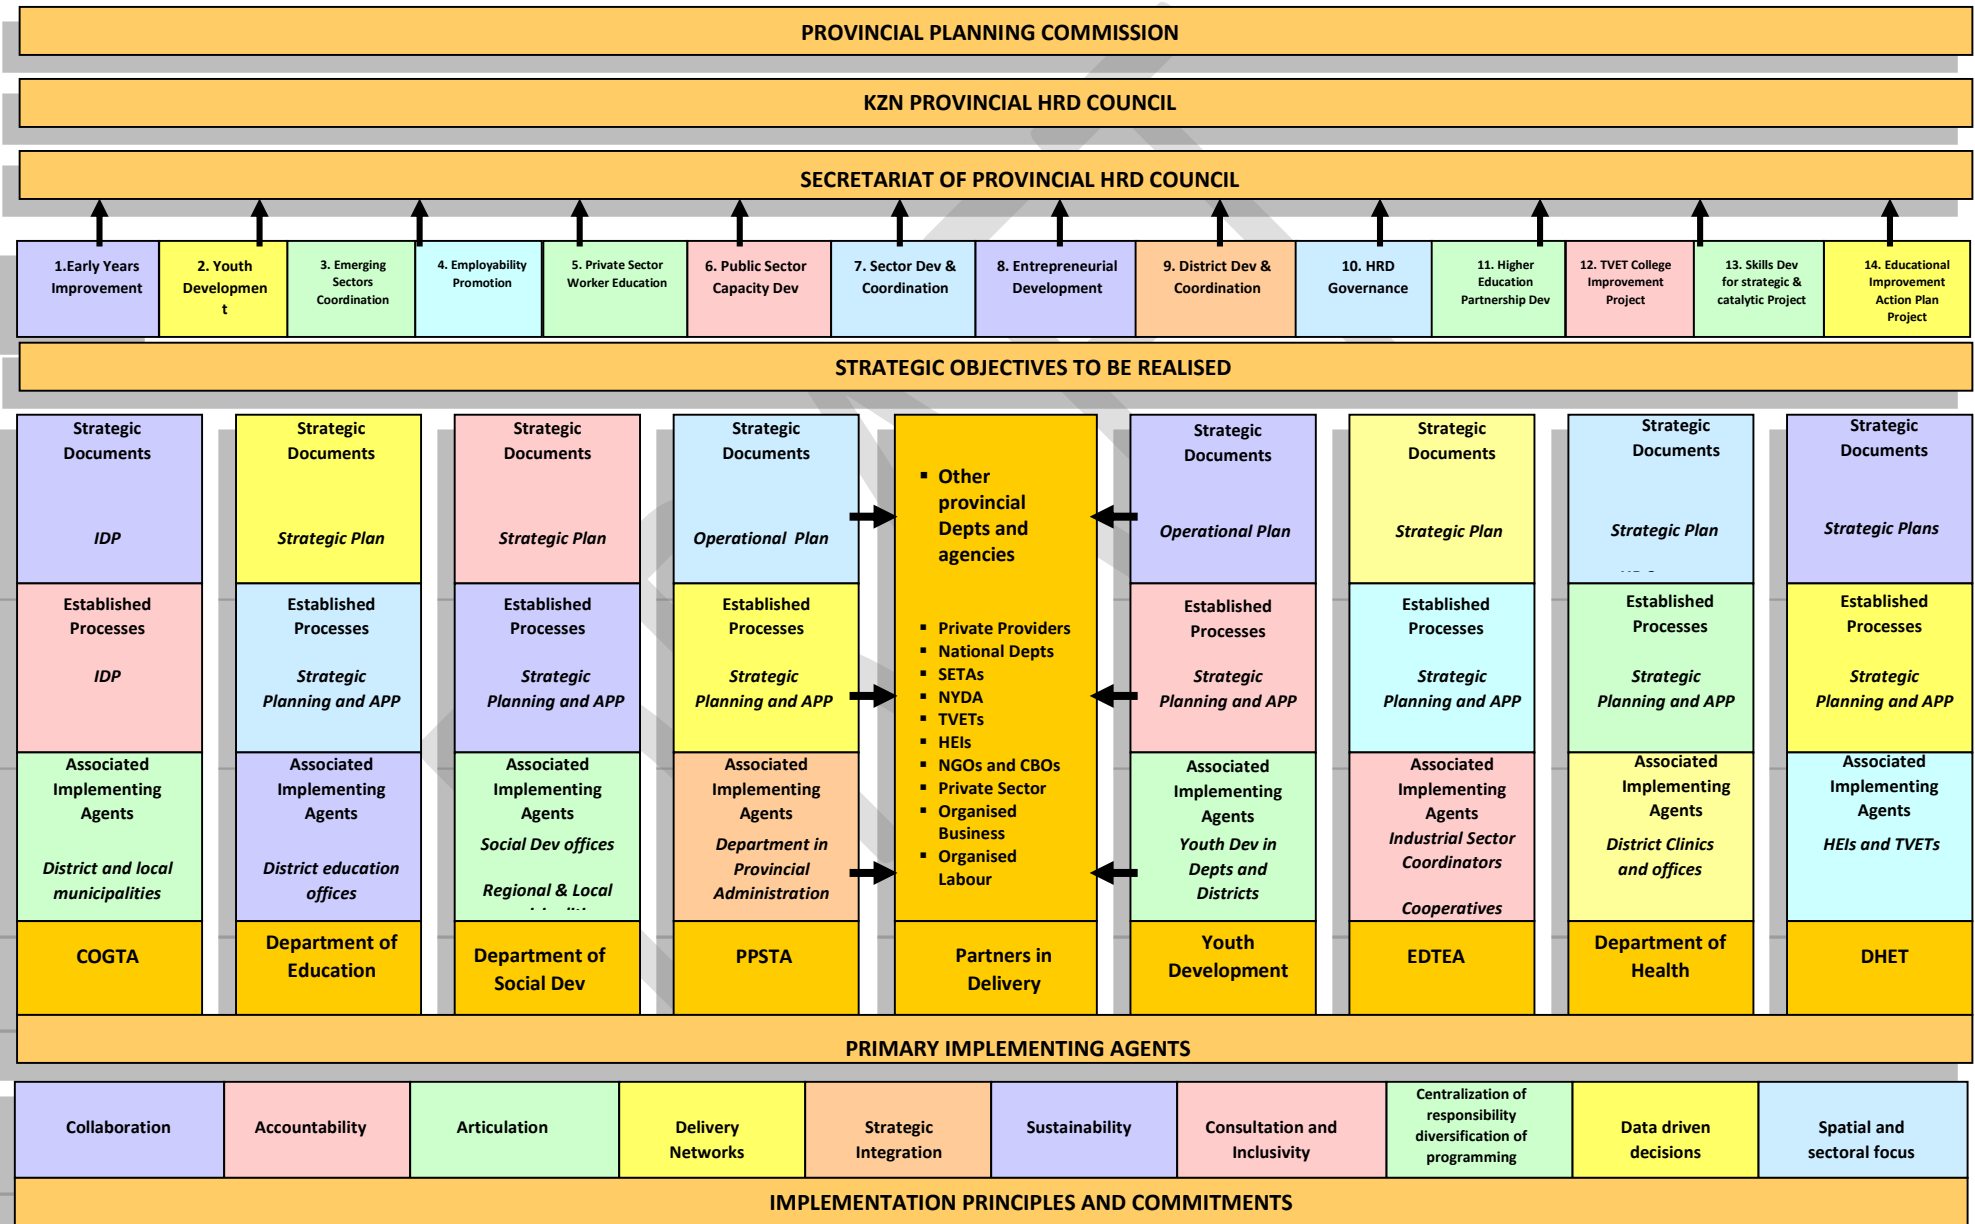 PROVINCIAL PLANNING COMMISSION
KZN PROVINCIAL HRD COUNCIL
SECRETARIAT OF PROVINCIAL HRD COUNCIL
1.Early Years
Improvement
2. Youth
Developmen
t
3. Emerging
Sectors
Coordination
4. Employability
Promotion
5. Private Sector
Worker Education
6. Public Sector
Capacity Dev
7. Sector Dev &
Coordination
8. Entrepreneurial
Development
9. District Dev &
Coordination
10. HRD
Governance
11. Higher
Education
Partnership Dev
12. TVET College
Improvement
Project
13. Skills Dev
for strategic &
catalytic Project
14. Educational
Improvement
Action Plan
Project
STRATEGIC OBJECTIVES TO BE REALISED
Strategic
Documents
IDP
Established
Processes
IDP
Associated
Implementing
Agents
District and local
municipalities
COGTA
Strategic
Documents
Strategic Plan
Established
Processes
Strategic
Planning and APP
Associated
Implementing
Agents
District education
offices
Department of
Education
Strategic
Documents
Strategic Plan
Established
Processes
Strategic
Planning and APP
Associated
Implementing
Agents
Social Dev offices
Regional & Local
Department of
Social Dev
Strategic
Documents
Operational Plan
Established
Processes
Strategic
Planning and APP
Associated
Implementing
Agents
Department in
Provincial
Administration
PPSTA
▪ Other
provincial
Depts and
agencies
▪ Private Providers
▪ National Depts
▪ SETAs
▪ NYDA
▪ TVETs
▪ HEIs
▪ NGOs and CBOs
▪ Private Sector
▪ Organised
Business
▪ Organised
Labour
Partners in
Delivery
Strategic
Documents
Operational Plan
Established
Processes
Strategic
Planning and APP
Associated
Implementing
Agents
Youth Dev in
Depts and
Districts
Youth
Development
Strategic
Documents
Strategic Plan
Established
Processes
Strategic
Planning and APP
Associated
Implementing
Agents
Industrial Sector
Coordinators
Cooperatives
EDTEA
Strategic
Documents
Strategic Plan
Established
Processes
Strategic
Planning and APP
Associated
Implementing
Agents
District Clinics
and offices
Department of
Health
Strategic
Documents
Strategic Plans
Established
Processes
Strategic
Planning and APP
Associated
Implementing
Agents
HEIs and TVETs
DHET
PRIMARY IMPLEMENTING AGENTS
Collaboration
Accountability
Articulation
Delivery
Networks
Strategic
Integration
Sustainability
Consultation and
Inclusivity
Centralization of
responsibility
diversification of
programming
Data driven
decisions
Spatial and
sectoral focus
IMPLEMENTATION PRINCIPLES AND COMMITMENTS